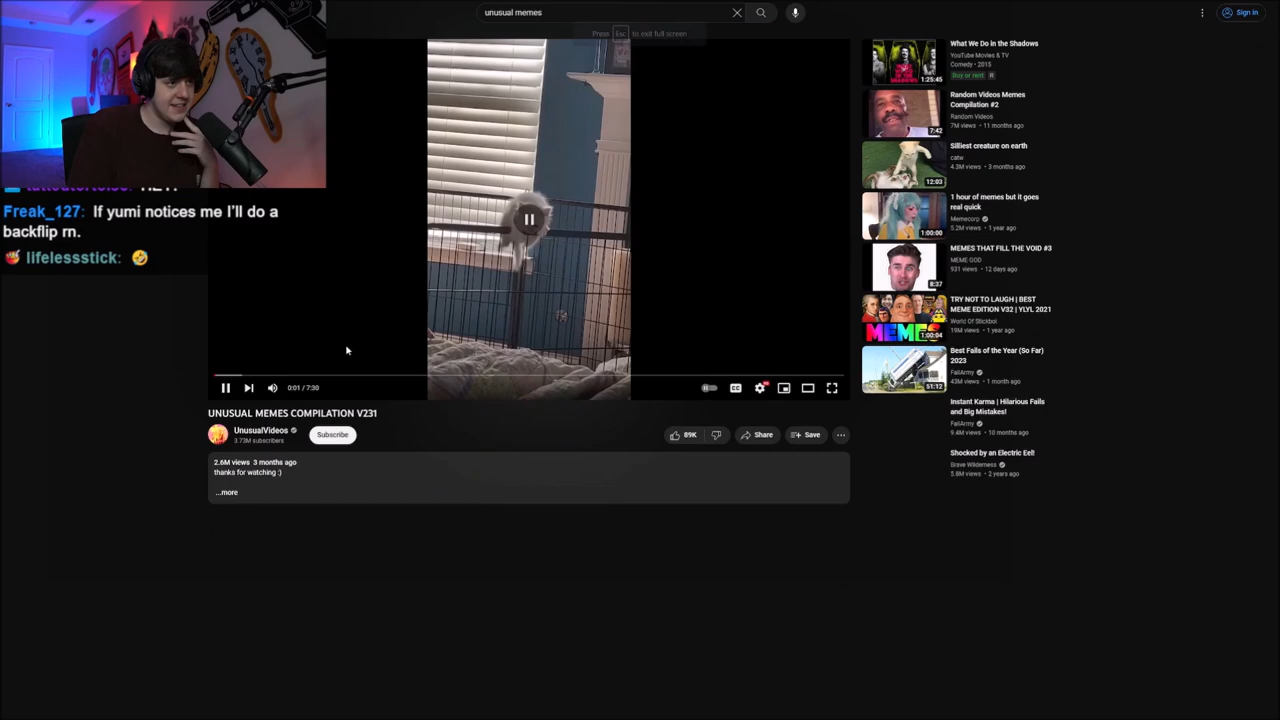 unusual memes
Sign in
Press Esc to exit full screen
Freak_127: If yumi notices me I'll do a
backflip rn.
lifelessstick:
0:01 / 7:30
CC
UNUSUAL MEMES COMPILATION V231
UnusualVideos
3.73M subscribers
Subscribe
89K
Share
Save
2.6M views 3 months ago
thanks for watching :)
...more
What We Do in the Shadows
YouTube Movies & TV
Comedy • 2015
Buy or rent R
1:25:45
Random Videos Memes
Compilation #2
Random Videos
7M views • 11 months ago
7:42
Silliest creature on earth
catw
4.3M views • 3 months ago
12:03
1 hour of memes but it goes
real quick
Memecorp
5.2M views • 1 year ago
1:00:00
MEMES THAT FILL THE VOID #3
MEME GOD
931 views • 12 days ago
8:37
TRY NOT TO LAUGH | BEST
MEME EDITION V32 | YLYL 2021
World Of Stickboi
19M views • 1 year ago
MEMES
1:00:04
Best Fails of the Year (So Far)
2023
FailArmy
43M views • 1 month ago
51:12
Instant Karma | Hilarious Fails
and Big Mistakes!
FailArmy
9.4M views • 10 months ago
Shocked by an Electric Eel!
Brave Wilderness
5.8M views • 2 years ago